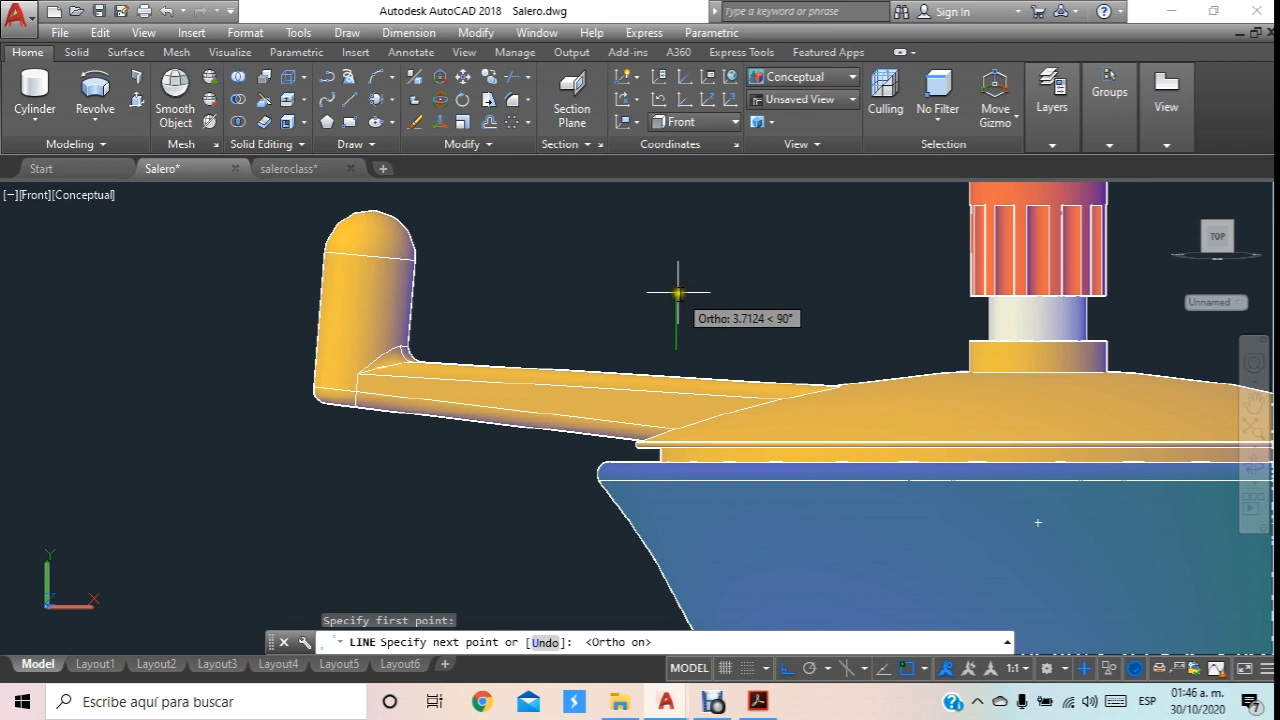 Autodesk AutoCAD 2018 Salero.dwg
Type a keyword or phrase
Sign In
File Edit View Insert Format Tools Draw Dimension Modify Window Help Express Parametric
Home Solid Surface Mesh Visualize Parametric Insert Annotate View Manage Output Add-ins A360 Express Tools Featured Apps
Conceptual
Unsaved View
Front
Cylinder Revolve Smooth Object Section Plane Culling No Filter Move Gizmo Layers Groups View
Modeling Mesh Solid Editing Draw Modify Section Coordinates View Selection
Start Salero* saleroclass*
[−][Front][Conceptual]
TOP
Unnamed
Ortho: 3.7124 < 90°
Y
X
Specify first point:
LINE Specify next point or [Undo]: <Ortho on>
Model Layout1 Layout2 Layout3 Layout4 Layout5 Layout6 MODEL 1:1
Escribe aquí para buscar
ESP
01:46 a. m.
30/10/2020
7